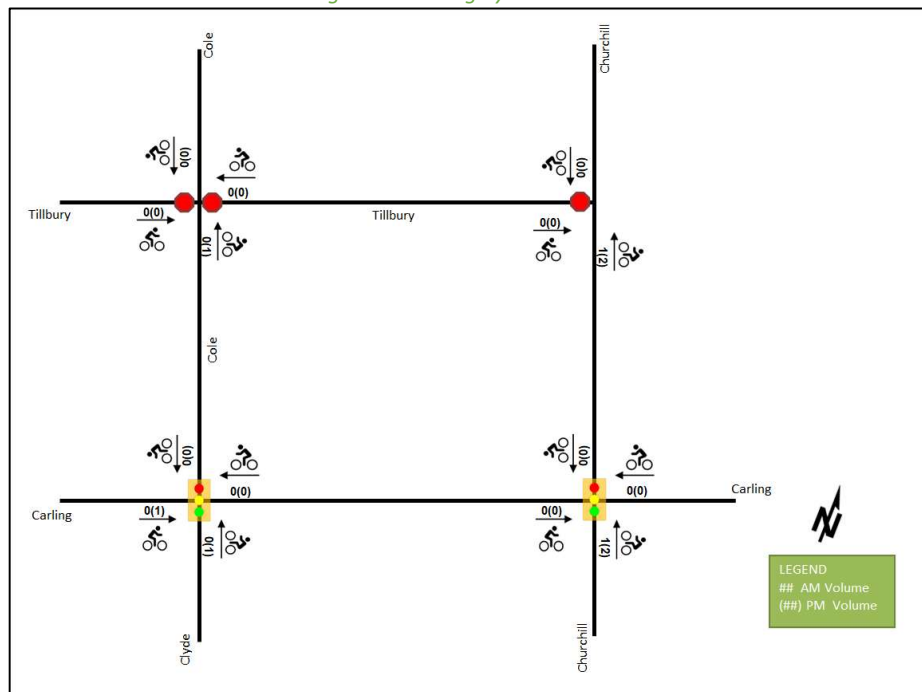 Cole
Churchill
0(0)
0(0)
0(0)
Tillbury
0(0)
Tillbury
0(0)
0(1)
1(2)
Cole
0(0)
0(0)
0(0)
0(0)
Carling
Carling
0(1)
0(0)
0(1)
1(2)
LEGEND
## AM Volume
(##) PM Volume
Clyde
Churchill